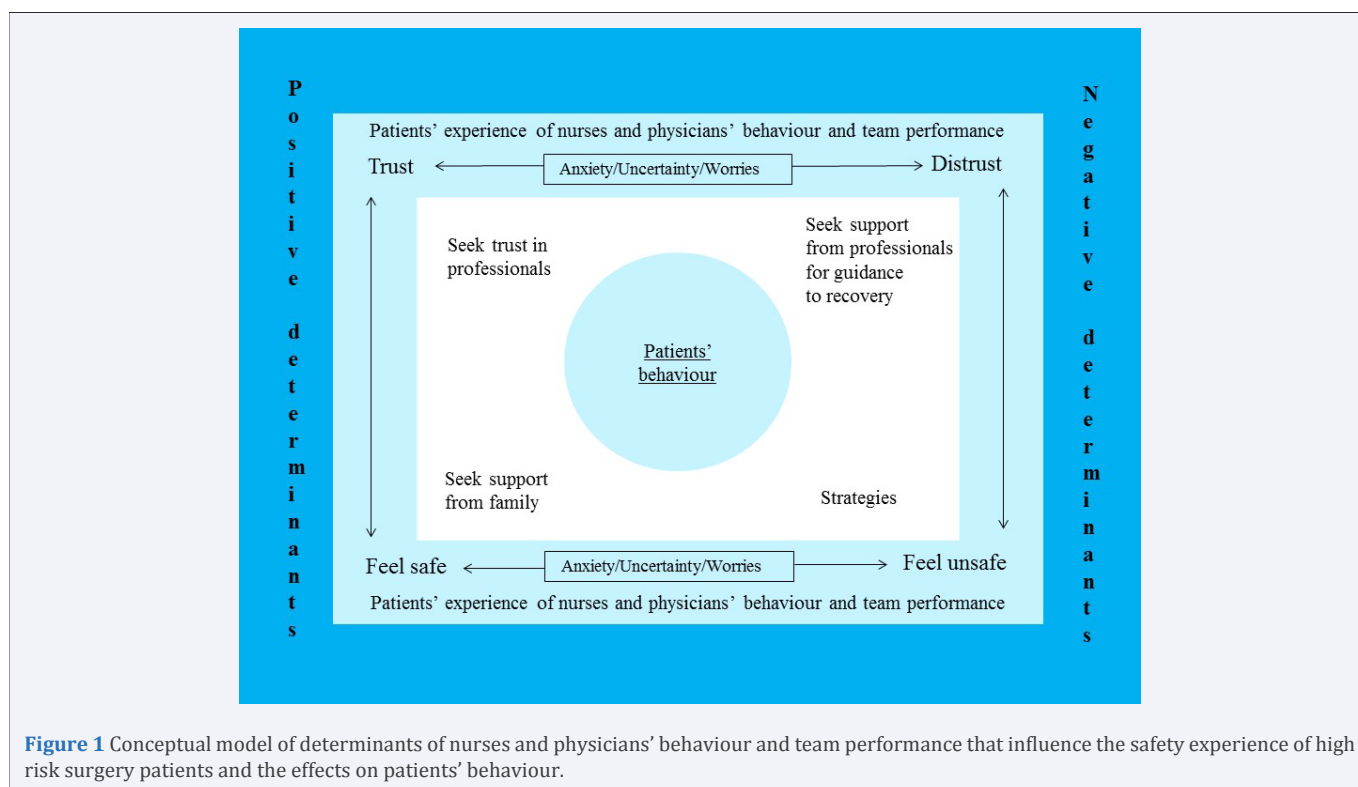 Positive determinants
Negative determinants
Patients’ experience of nurses and physicians’ behaviour and team performance
Trust
Anxiety/Uncertainty/Worries
Distrust
Seek trust in
professionals
Seek support
from professionals
for guidance
to recovery
Patients’
behaviour
Seek support
from family
Strategies
Feel safe
Anxiety/Uncertainty/Worries
Feel unsafe
Patients’ experience of nurses and physicians’ behaviour and team performance
Figure 1 Conceptual model of determinants of nurses and physicians’ behaviour and team performance that influence the safety experience of high
risk surgery patients and the effects on patients’ behaviour.